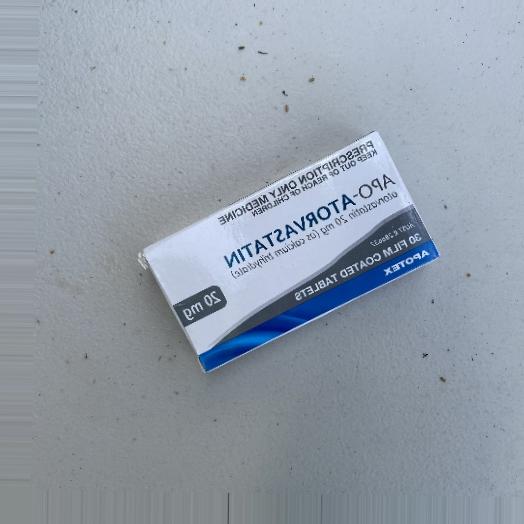 PRESCRIPTION ONLY MEDICINE
KEEP OUT OF REACH OF CHILDREN
APO-ATORVASTATIN
atorvastatin 20 mg (as calcium trihydrate)
20 mg
30 FILM COATED TABLETS
APOTEX